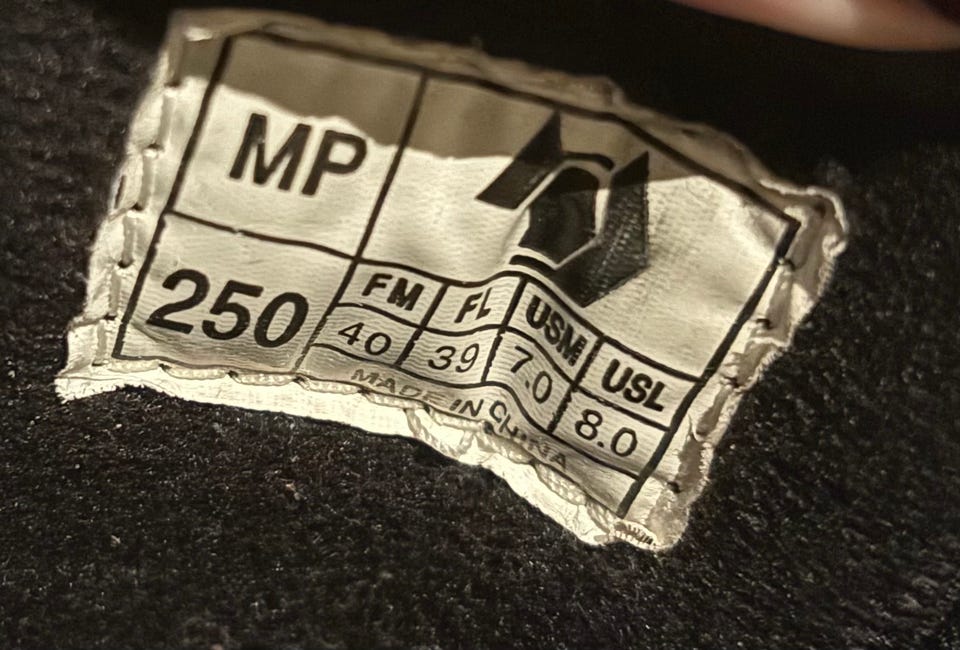 MP
250
FM FL USM USL
40 39 7.0 8.0
MADE IN CHINA